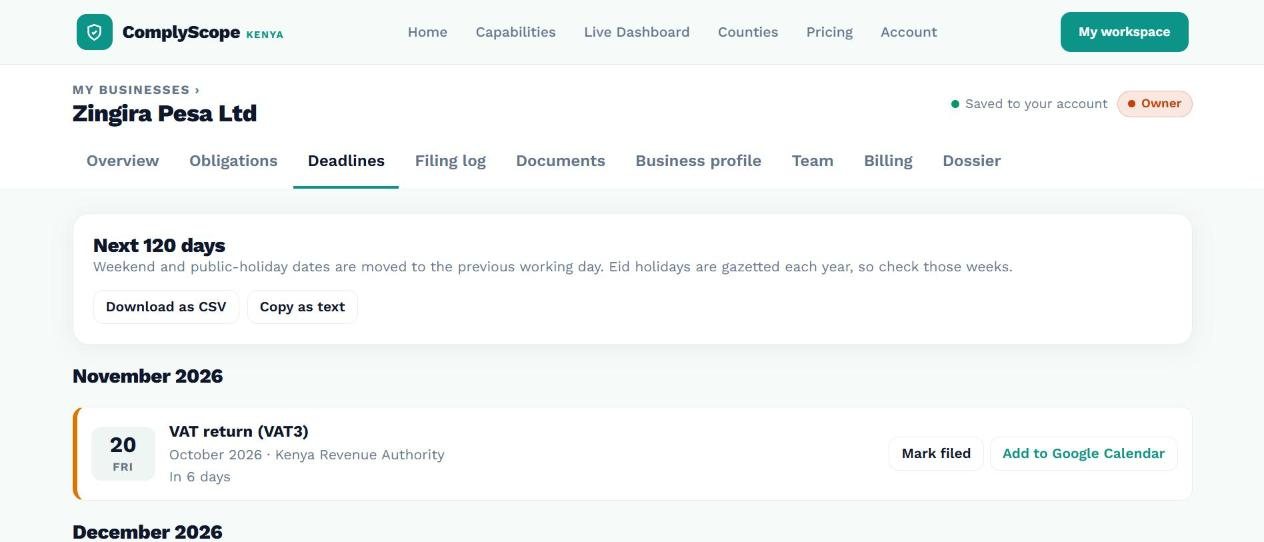 ComplyScope KENYA
Home Capabilities Live Dashboard Counties Pricing Account
My workspace
MY BUSINESSES ›
Zingira Pesa Ltd
Saved to your account
Owner
Overview Obligations Deadlines Filing log Documents Business profile Team Billing Dossier
Next 120 days
Weekend and public-holiday dates are moved to the previous working day. Eid holidays are gazetted each year, so check those weeks.
Download as CSV Copy as text
November 2026
20
FRI
VAT return (VAT3)
October 2026 · Kenya Revenue Authority
In 6 days
Mark filed Add to Google Calendar
December 2026